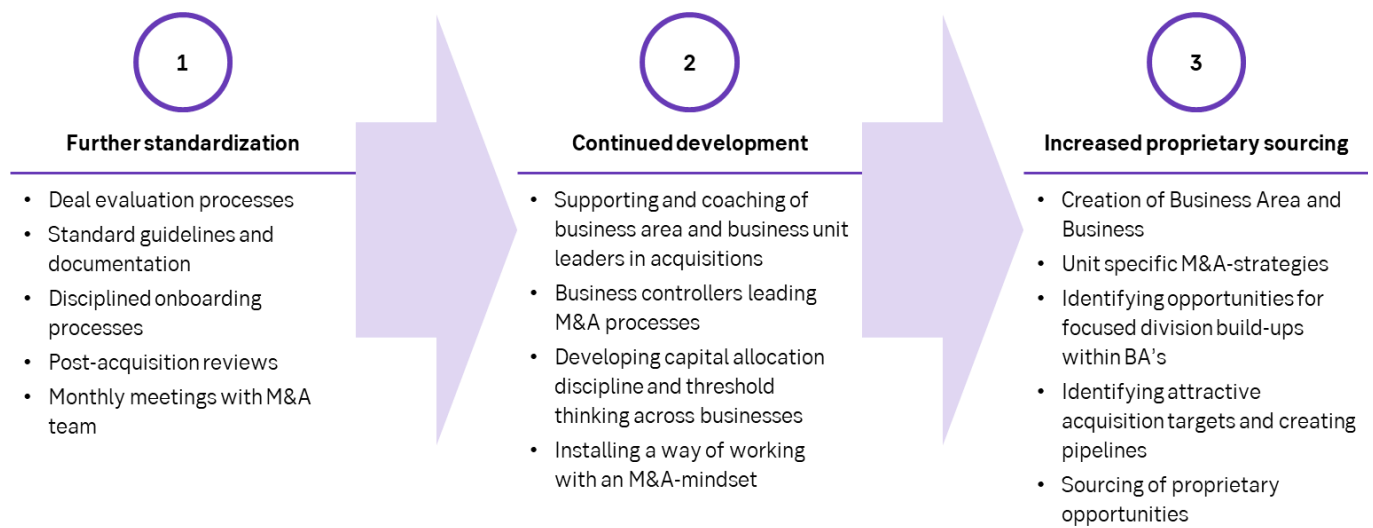 1
Further standardization
• Deal evaluation processes
• Standard guidelines and
documentation
• Disciplined onboarding
processes
• Post-acquisition reviews
• Monthly meetings with M&A
team
2
Continued development
• Supporting and coaching of
business area and business unit
leaders in acquisitions
• Business controllers leading
M&A processes
• Developing capital allocation
discipline and threshold
thinking across businesses
• Installing a way of working
with an M&A-mindset
3
Increased proprietary sourcing
• Creation of Business Area and
Business
• Unit specific M&A-strategies
• Identifying opportunities for
focused division build-ups
within BA's
• Identifying attractive
acquisition targets and creating
pipelines
• Sourcing of proprietary
opportunities